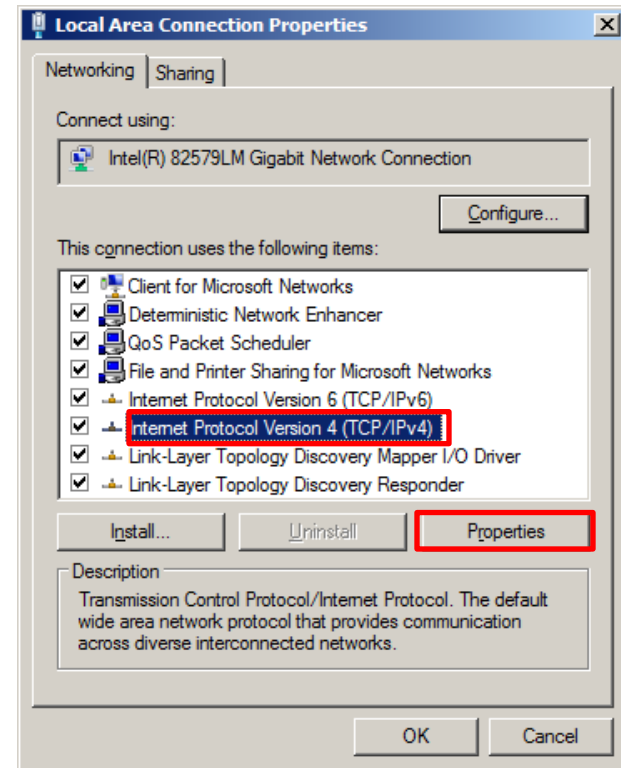 Local Area Connection Properties
Networking
Sharing
Connect using:
Intel(R) 82579LM Gigabit Network Connection
Configure...
This connection uses the following items:
Client for Microsoft Networks
Deterministic Network Enhancer
QoS Packet Scheduler
File and Printer Sharing for Microsoft Networks
Internet Protocol Version 6 (TCP/IPv6)
Internet Protocol Version 4 (TCP/IPv4)
Link-Layer Topology Discovery Mapper I/O Driver
Link-Layer Topology Discovery Responder
Install...
Uninstall
Properties
Description
Transmission Control Protocol/Internet Protocol. The default
wide area network protocol that provides communication
across diverse interconnected networks.
OK
Cancel